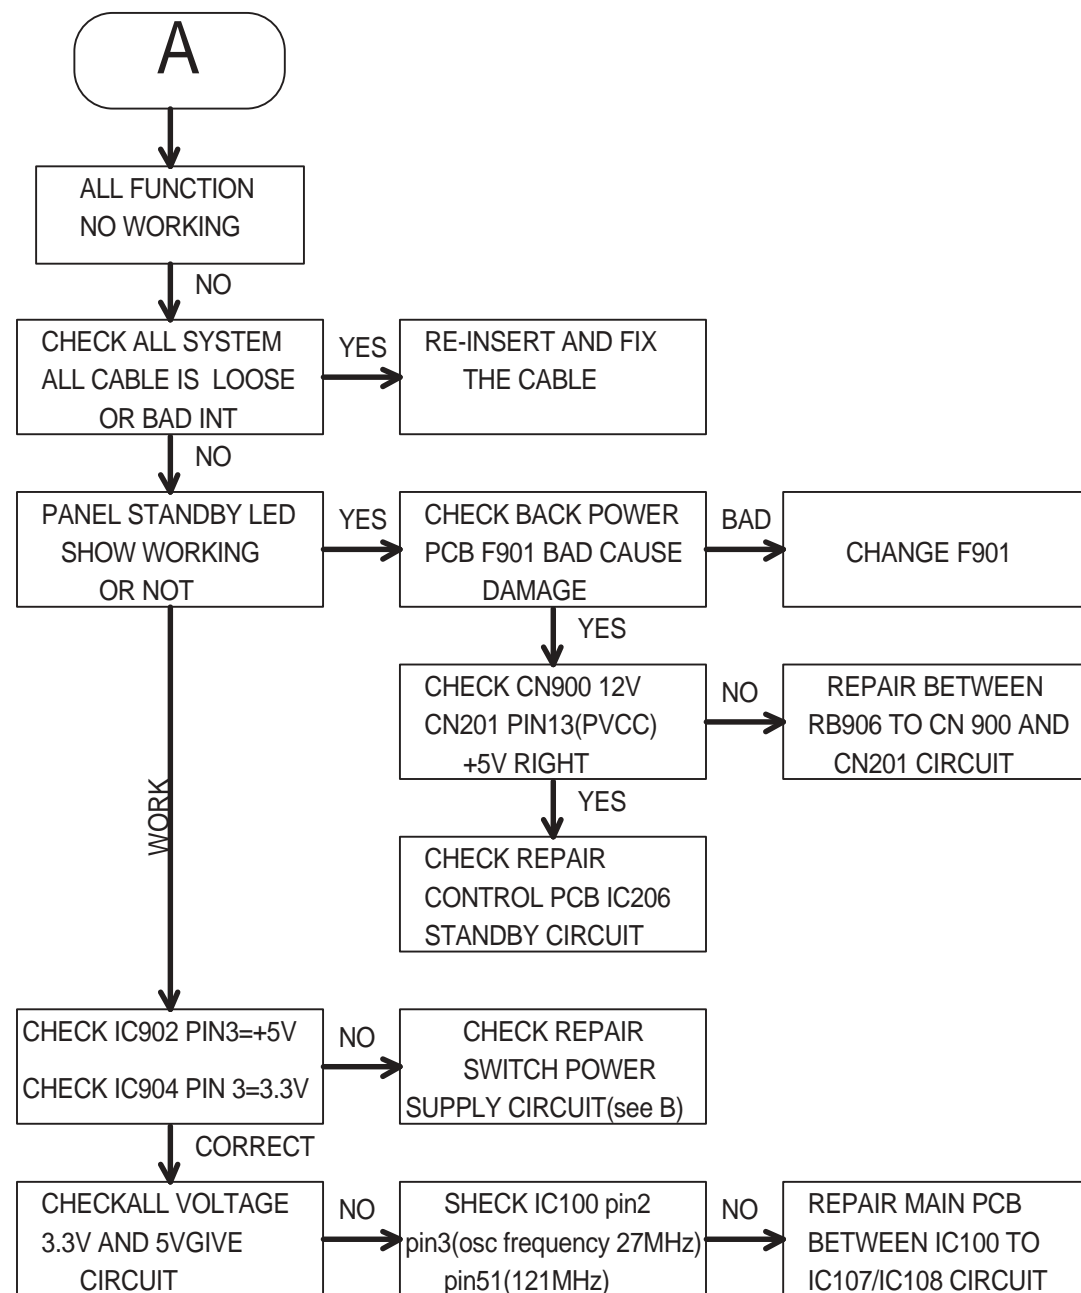 A
ALL FUNCTION
NO WORKING
NO
CHECK ALL SYSTEM
ALL CABLE IS LOOSE
OR BAD INT
YES
RE-INSERT AND FIX
THE CABLE
NO
PANEL STANDBY LED
SHOW WORKING
OR NOT
YES
CHECK BACK POWER
PCB F901 BAD CAUSE
DAMAGE
BAD
CHANGE F901
YES
CHECK CN900 12V
CN201 PIN13(PVCC)
+5V RIGHT
NO
REPAIR BETWEEN
RB906 TO CN 900 AND
CN201 CIRCUIT
YES
CHECK REPAIR
CONTROL PCB IC206
STANDBY CIRCUIT
WORK
CHECK IC902 PIN3=+5V
CHECK IC904 PIN 3=3.3V
NO
CHECK REPAIR
SWITCH POWER
SUPPLY CIRCUIT(see B)
CORRECT
CHECKALL VOLTAGE
3.3V AND 5VGIVE
CIRCUIT
NO
SHECK IC100 pin2
pin3(osc frequency 27MHz)
pin51(121MHz)
NO
REPAIR MAIN PCB
BETWEEN IC100 TO
IC107/IC108 CIRCUIT